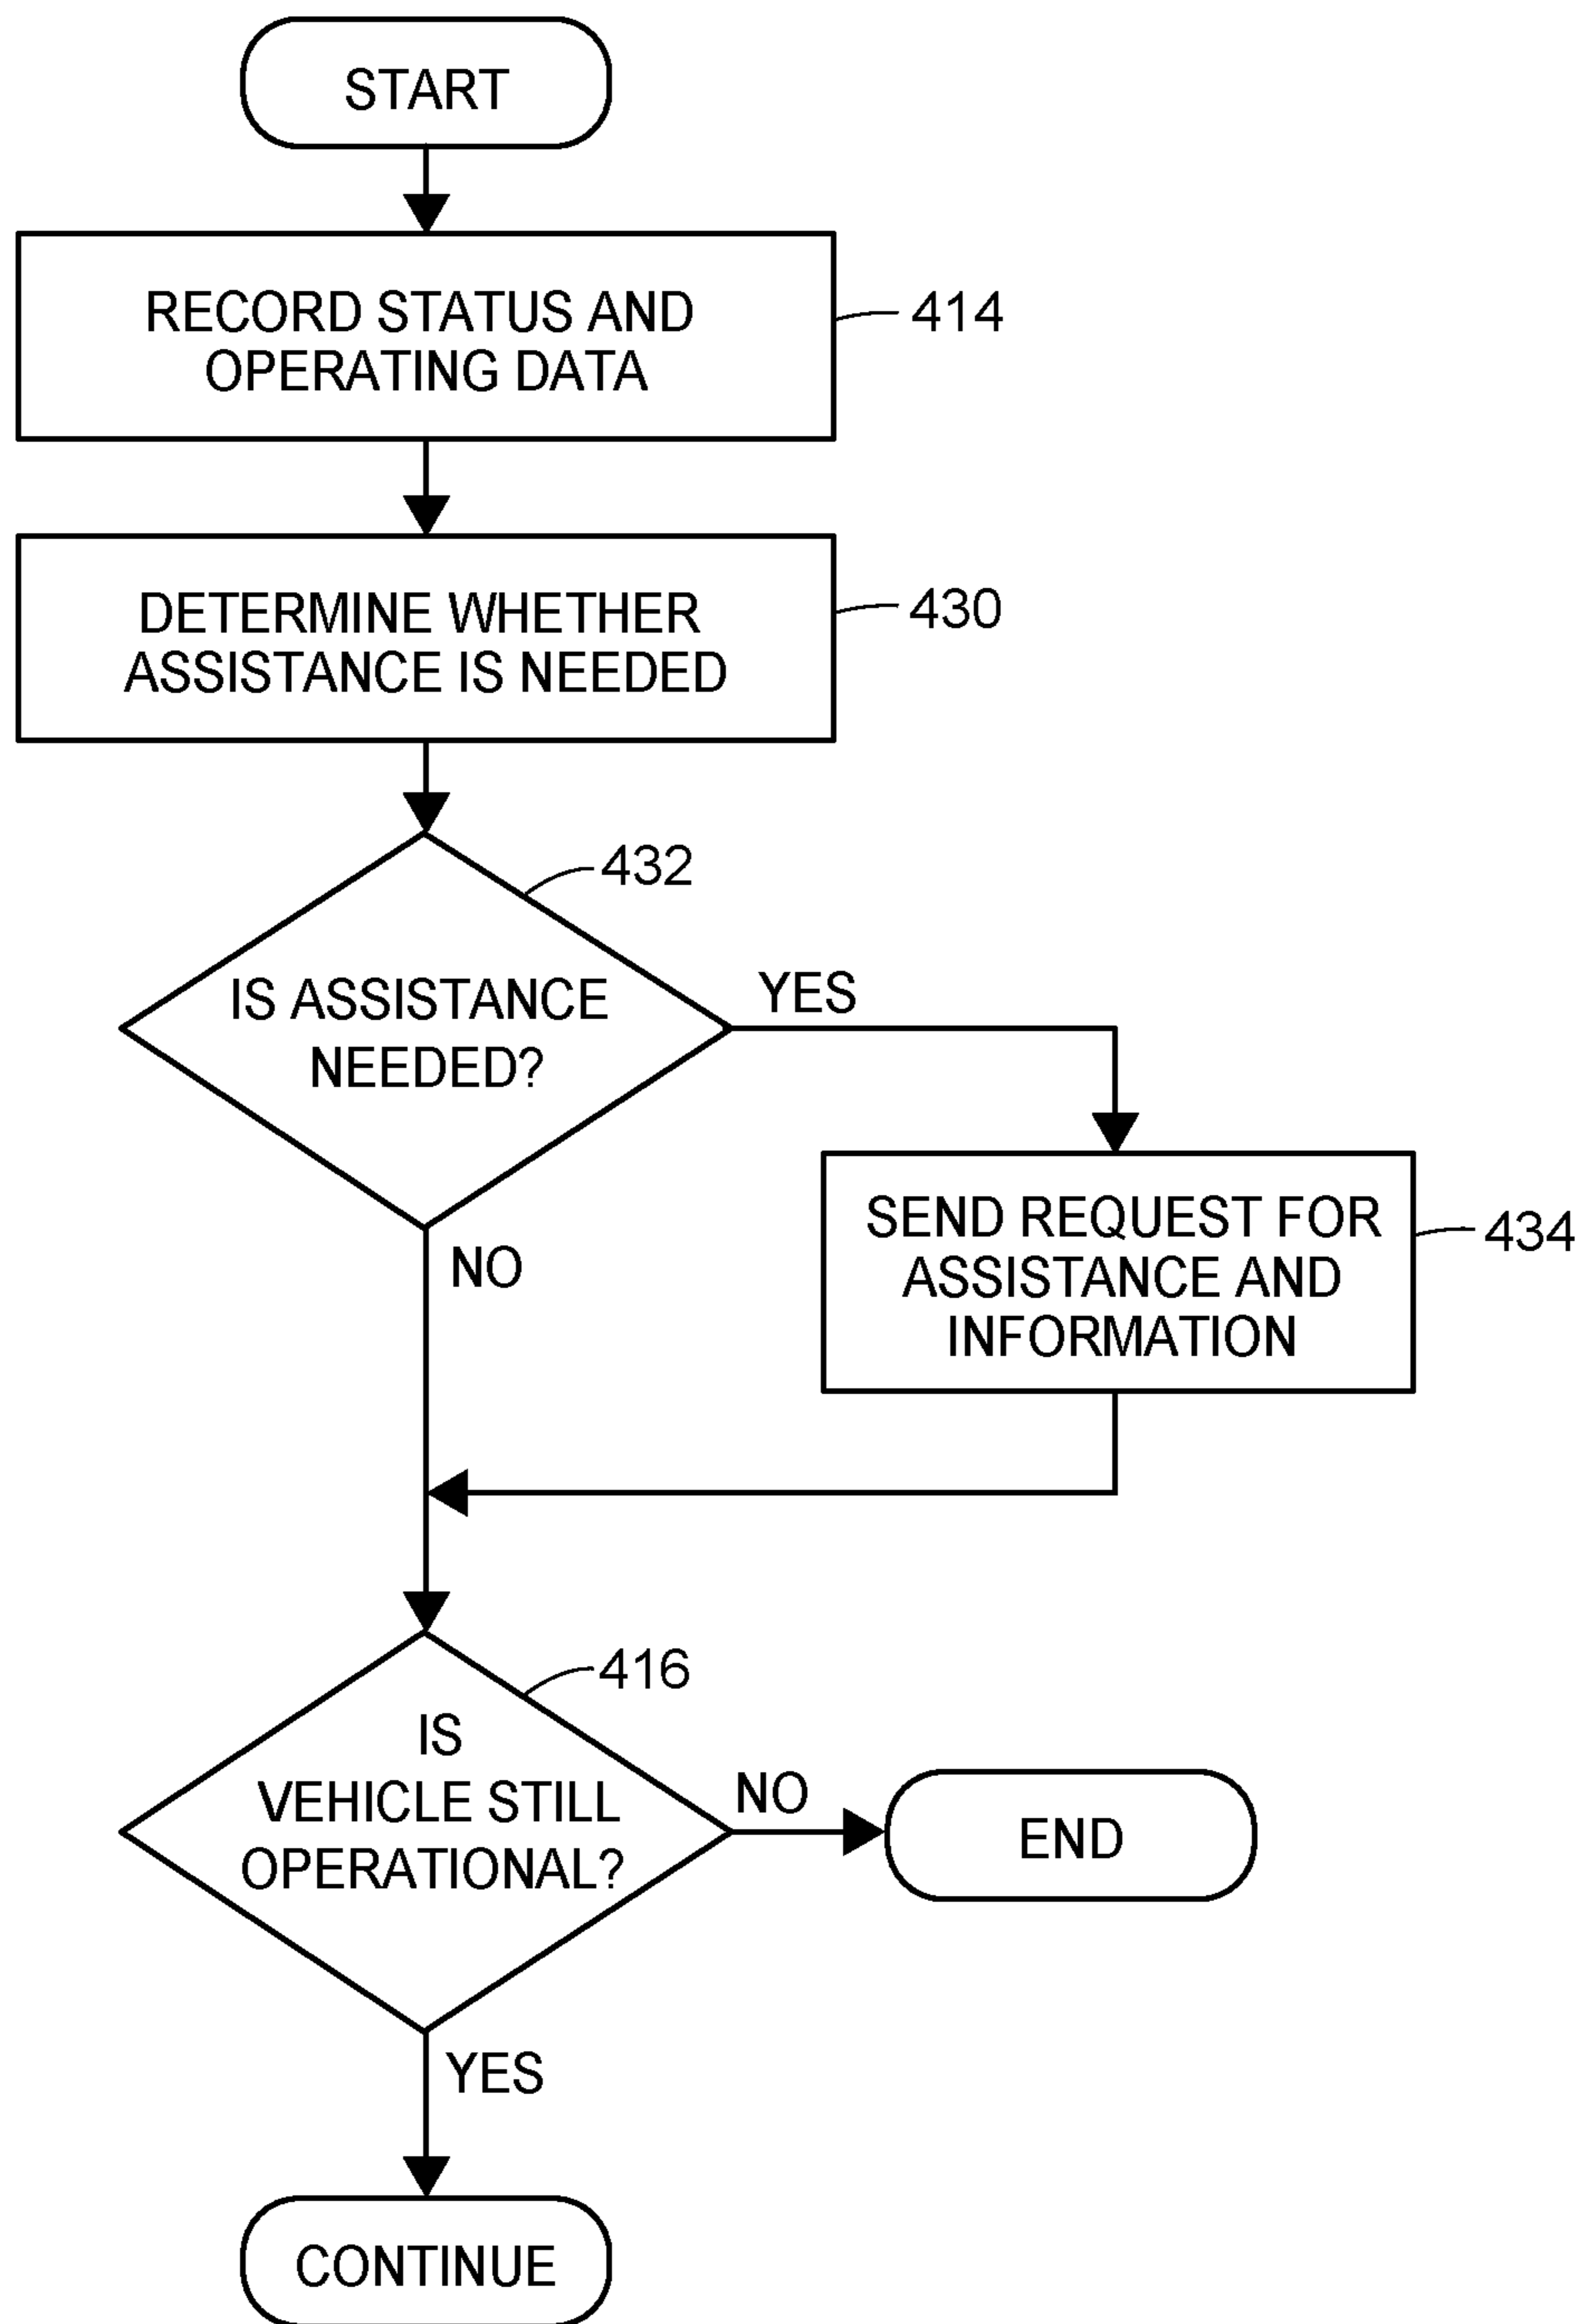 START
RECORD STATUS AND
OPERATING DATA
414
DETERMINE WHETHER
ASSISTANCE IS NEEDED
430
432
IS ASSISTANCE
NEEDED?
YES
NO
SEND REQUEST FOR
ASSISTANCE AND
INFORMATION
434
416
IS
VEHICLE STILL
OPERATIONAL?
NO
END
YES
CONTINUE